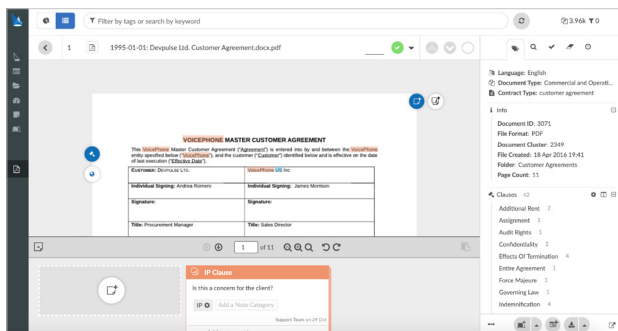 Filter by tags or search by keyword
3.96k 0
1 1995-01-01: Devpulse Ltd. Customer Agreement.docx.pdf
VOICEPHONE MASTER CUSTOMER AGREEMENT
This VoicePhone Master Customer Agreement ("Agreement") is entered into by and between the VoicePhone
entity specified below ("VoicePhone"), and the customer ("Customer") identified below and is effective on the date
of last execution ("Effective Date").
CUSTOMER: DEVPULSE LTD. VoicePhone US Inc
Individual Signing: Andrea Romero Individual Signing: James Morrison
Signature: Signature:
Title: Procurement Manager Title: Sales Director
1 of 11
IP Clause
Is this a concern for the client?
IP Add a Note Category
Support Team on 29 Oct
Language: English
Document Type: Commercial and Operati...
Contract Type: customer agreement
Info
Document ID: 3071
File Format: PDF
Document Cluster: 2349
File Created: 18 Apr 2016 19:41
Folder: Customer Agreements
Page Count: 11
Clauses 42
Additional Rent 2
Assignment 1
Audit Rights 1
Confidentiality 2
Effects Of Termination 4
Entire Agreement 1
Force Majeure 1
Governing Law 1
Indemnification 4